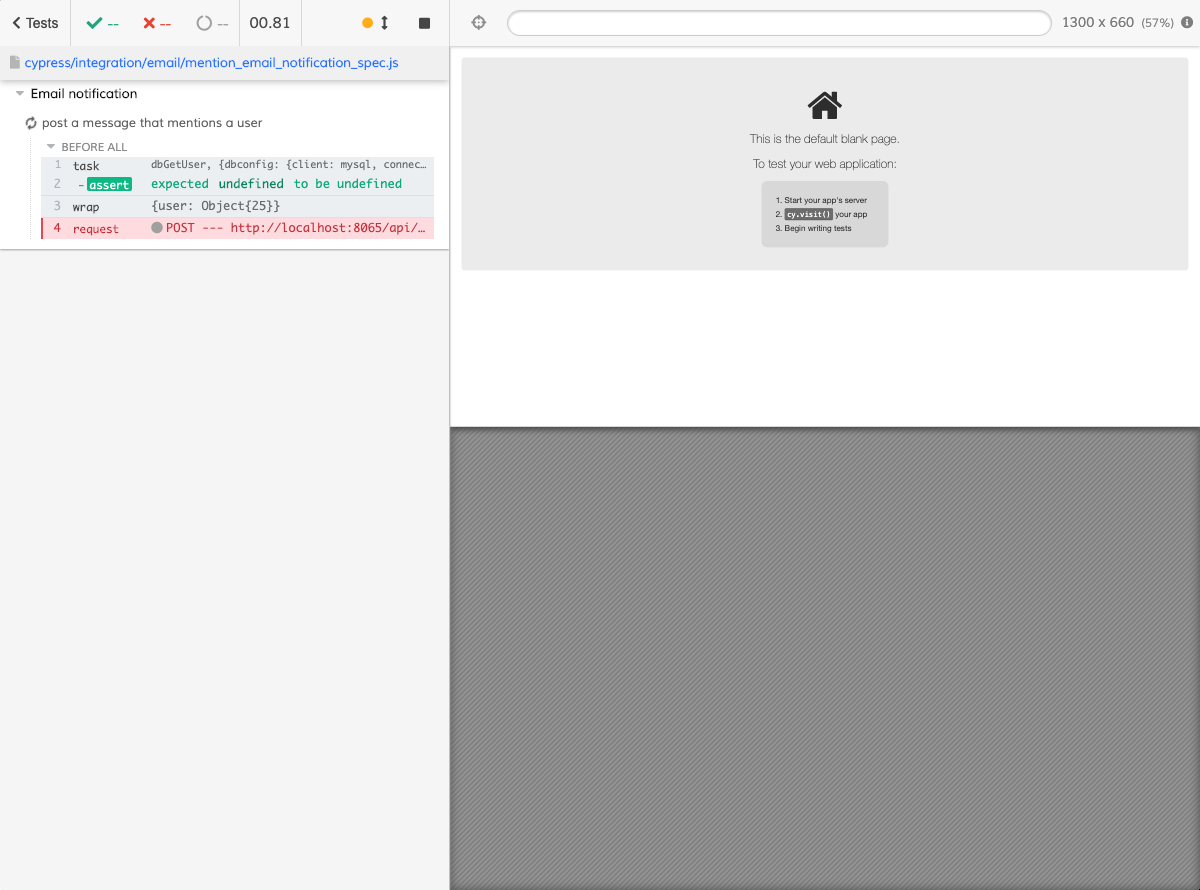 Tests -- -- -- 00.81
1300 x 660 (57%)
cypress/integration/email/mention_email_notification_spec.js
Email notification
post a message that mentions a user
BEFORE ALL
1 task dbGetUser, {dbconfig: {client: mysql, connec…
2 -assert expected undefined to be undefined
3 wrap {user: Object{25}}
4 request POST --- http://localhost:8065/api/…
This is the default blank page.
To test your web application:
1. Start your app's server
2. cy.visit() your app
3. Begin writing tests